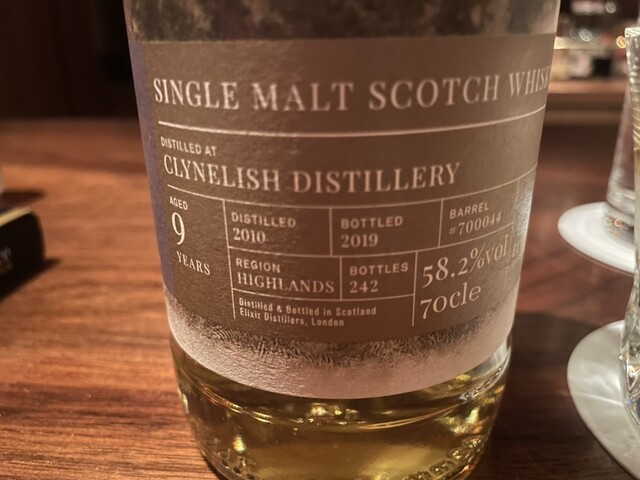 SINGLE MALT SCOTCH WHIS
DISTILLED AT
CLYNELISH DISTILLERY
AGED
9
YEARS
DISTILLED
2010
BOTTLED
2019
BARREL
#700044
REGION
HIGHLANDS
BOTTLES
242
58.2%vol
70cle
Distilled & Bottled in Scotland
Elixir Distillers, London